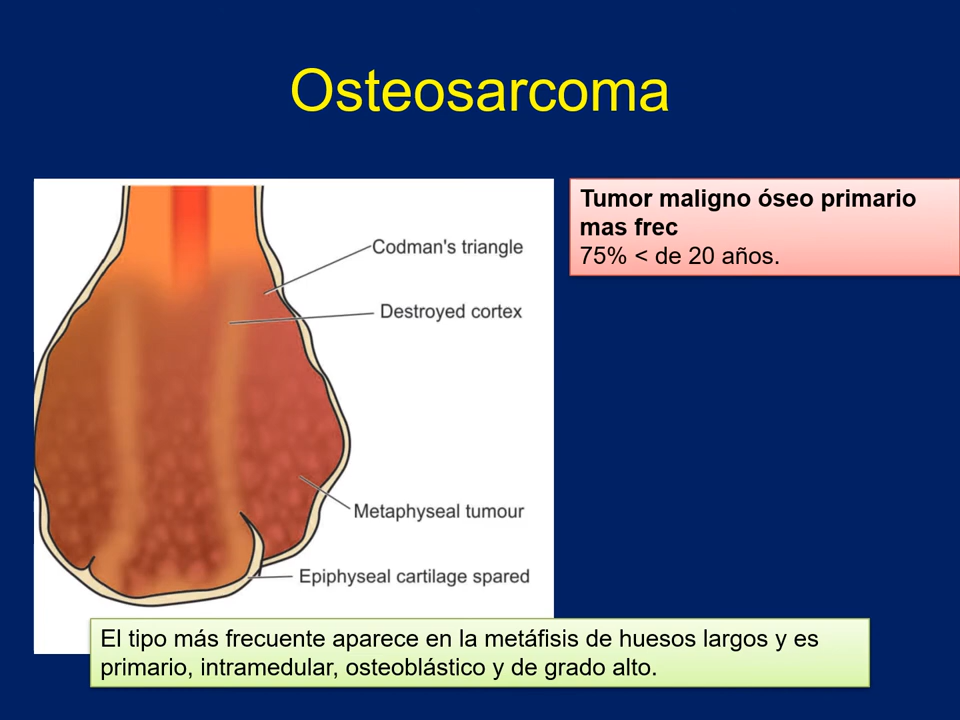 Osteosarcoma
Tumor maligno óseo primario
mas frec
75% < de 20 años.
Codman's triangle
Destroyed cortex
Metaphyseal tumour
Epiphyseal cartilage spared
El tipo más frecuente aparece en la metáfisis de huesos largos y es
primario, intramedular, osteoblástico y de grado alto.